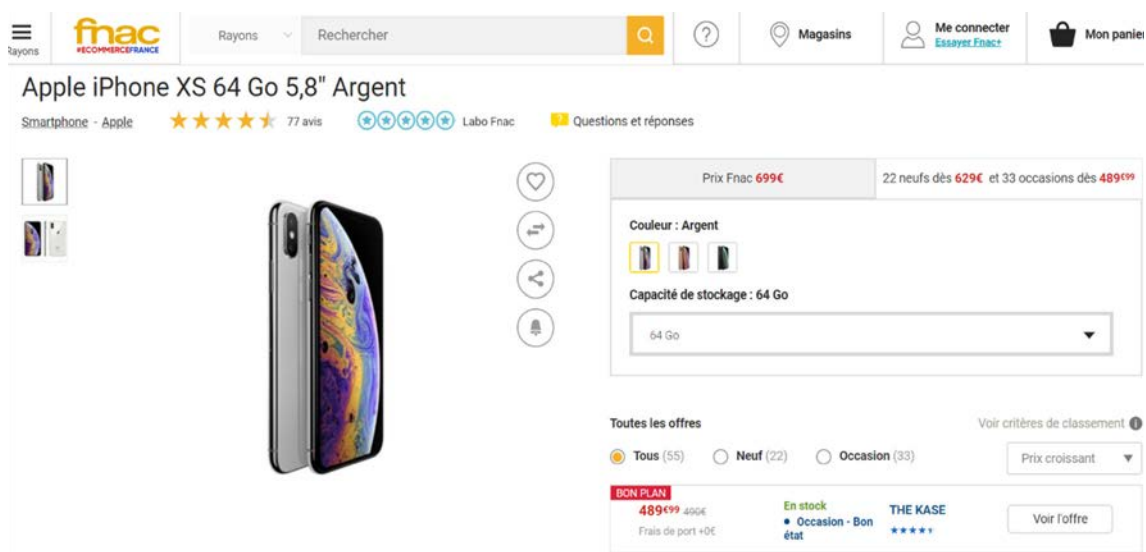 fnac
#ECOMMERCEFRANCE
Rayons
Rayons
Rechercher
?
Magasins
Me connecter
Essayer Fnac+
Mon panier
Apple iPhone XS 64 Go 5,8" Argent
Smartphone - Apple
77 avis
Labo Fnac
? Questions et réponses
Prix Fnac 699€
22 neufs dès 629€ et 33 occasions dès 489€99
Couleur : Argent
Capacité de stockage : 64 Go
64 Go
Toutes les offres
Voir critères de classement i
Tous (55)
Neuf (22)
Occasion (33)
Prix croissant
BON PLAN
489€99 490€
Frais de port +0€
En stock
• Occasion - Bon
état
THE KASE
Voir l'offre